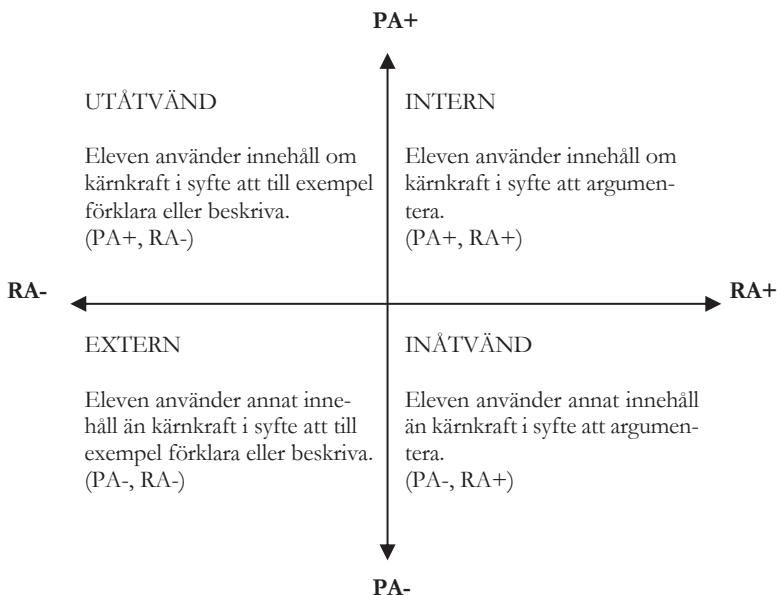 PA+
UTÅTVÄND
Eleven använder innehåll om
kärnkraft i syfte att till exempel
förklara eller beskriva.
(PA+, RA-)
INTERN
Eleven använder innehåll om
kärnkraft i syfte att argumen-
tera.
(PA+, RA+)
RA-
RA+
EXTERN
Eleven använder annat inne-
håll än kärnkraft i syfte att till
exempel förklara eller beskriva.
(PA-, RA-)
INÅTVÄND
Eleven använder annat innehåll
än kärnkraft i syfte att argumen-
tera.
(PA-, RA+)
PA-